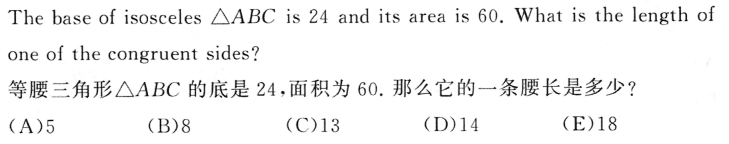 The base of isosceles △ABC is 24 and its area is 60. What is the length of
one of the congruent sides?
等腰三角形△ABC 的底是 24,面积为 60. 那么它的一条腰长是多少?
(A)5 (B)8 (C)13 (D)14 (E)18